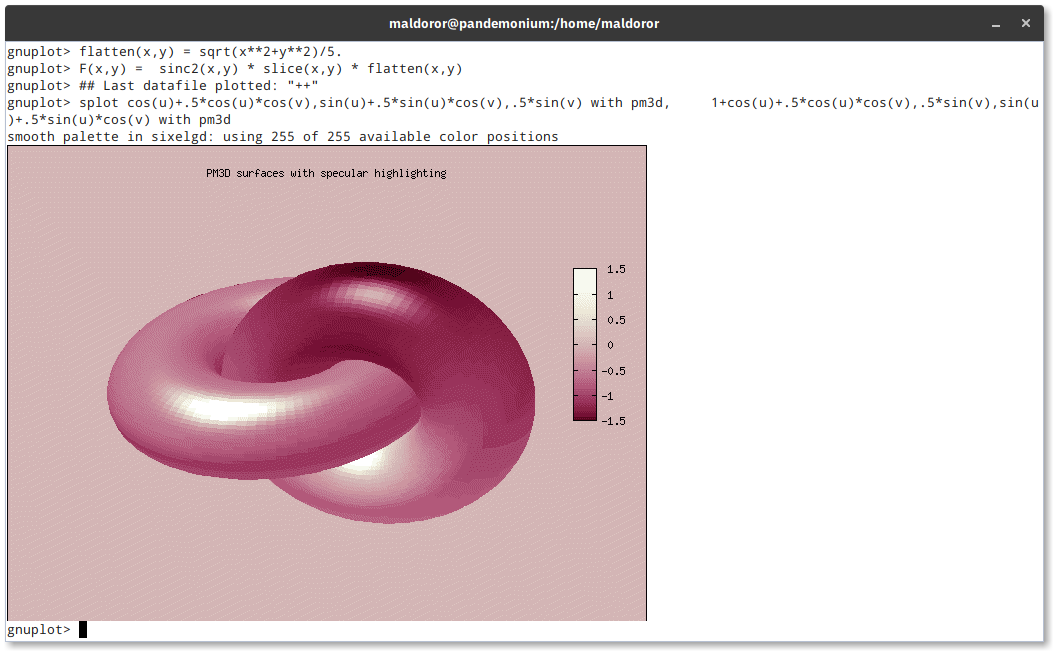 maldoror@pandemonium:/home/maldoror
gnuplot> flatten(x,y) = sqrt(x**2+y**2)/5.
gnuplot> F(x,y) =  sinc2(x,y) * slice(x,y) * flatten(x,y)
gnuplot> ## Last datafile plotted: "++"
gnuplot> splot cos(u)+.5*cos(u)*cos(v),sin(u)+.5*sin(u)*cos(v),.5*sin(v) with pm3d,     1+cos(u)+.5*cos(u)*cos(v),.5*sin(v),sin(u
)+.5*sin(u)*cos(v) with pm3d
smooth palette in sixelgd: using 255 of 255 available color positions
PM3D surfaces with specular highlighting
1.5
1
0.5
0
-0.5
-1
-1.5
gnuplot>